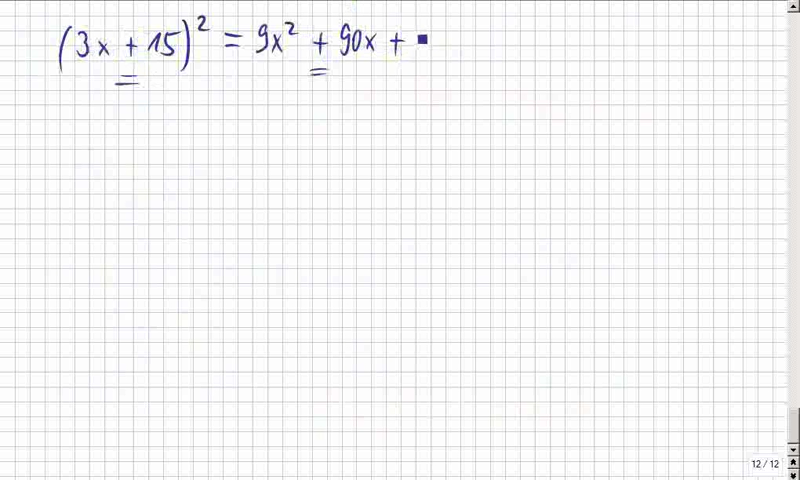 (3x + 15)² = 9x² + 90x +
12 / 12